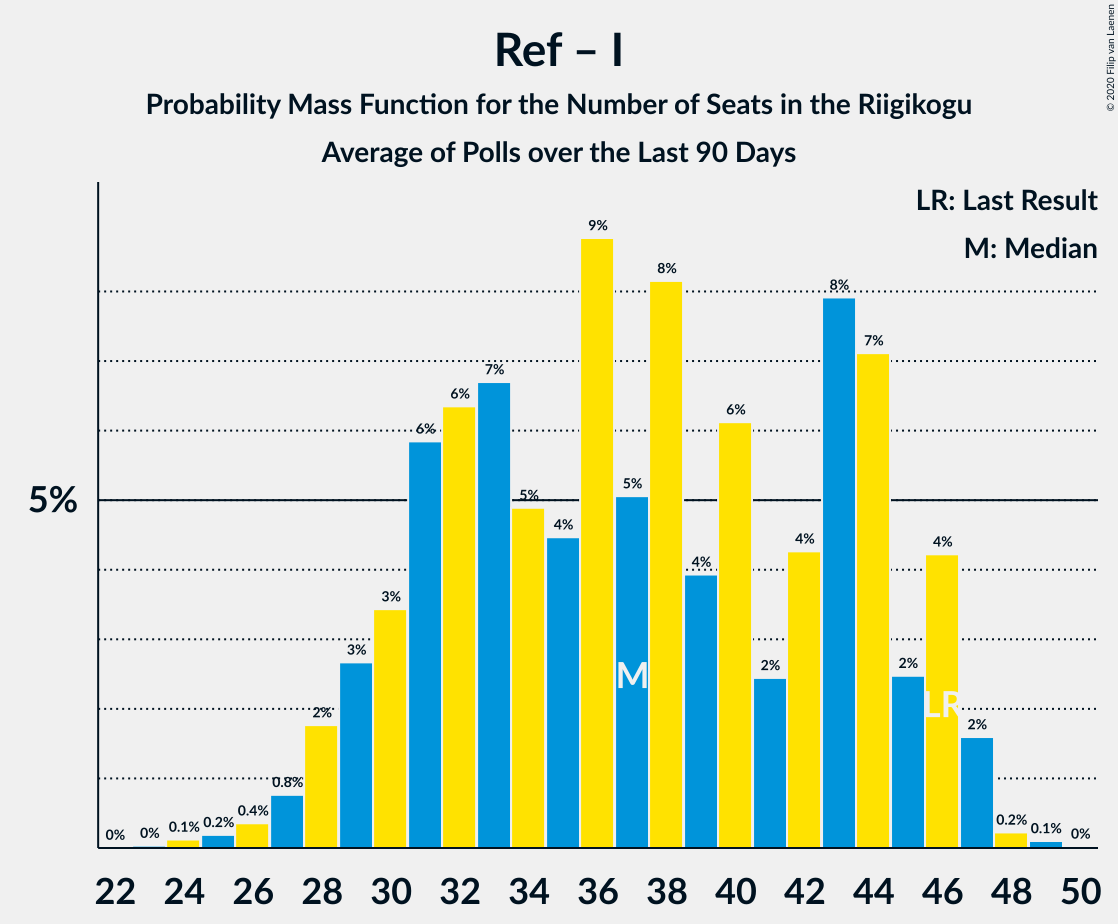 Ref – I
Probability Mass Function for the Number of Seats in the Riigikogu
Average of Polls over the Last 90 Days
© 2020 Filip van Laenen
LR: Last Result
M: Median
5%
0% 0% 0.1% 0.2% 0.4% 0.8% 2% 3% 3% 6% 6% 7% 5% 4% 9% 5% 8% 4% 6% 2% 4% 8% 7% 2% 4% 2% 0.2% 0.1% 0%
M
LR
22 24 26 28 30 32 34 36 38 40 42 44 46 48 50